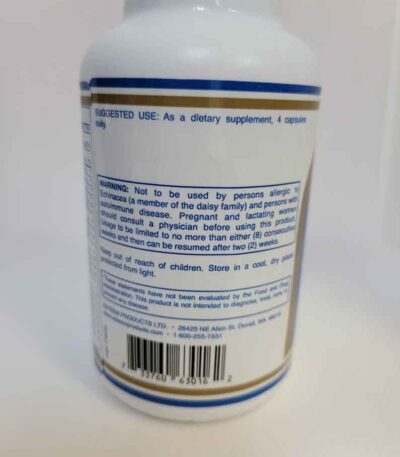 SUGGESTED USE: As a dietary supplement, 4 capsules
daily.
WARNING: Not to be used by persons allergic to
Echinacea (a member of the daisy family) and persons with
autoimmune disease. Pregnant and lactating women
should consult a physician before using this product.
Usage to be limited to no more than either (8) consecutive
weeks and then can be resumed after two (2) weeks.
Keep out of reach of children. Store in a cool, dry place
protected from light.
These statements have not been evaluated by the Food and Drug
Administration. This product is not intended to diagnose, treat, cure, or
prevent any disease.
PRODUCTS LTD. • 26425 NE Allen St. Duvall, WA
1-800-255-7651
7 33760 63016 2